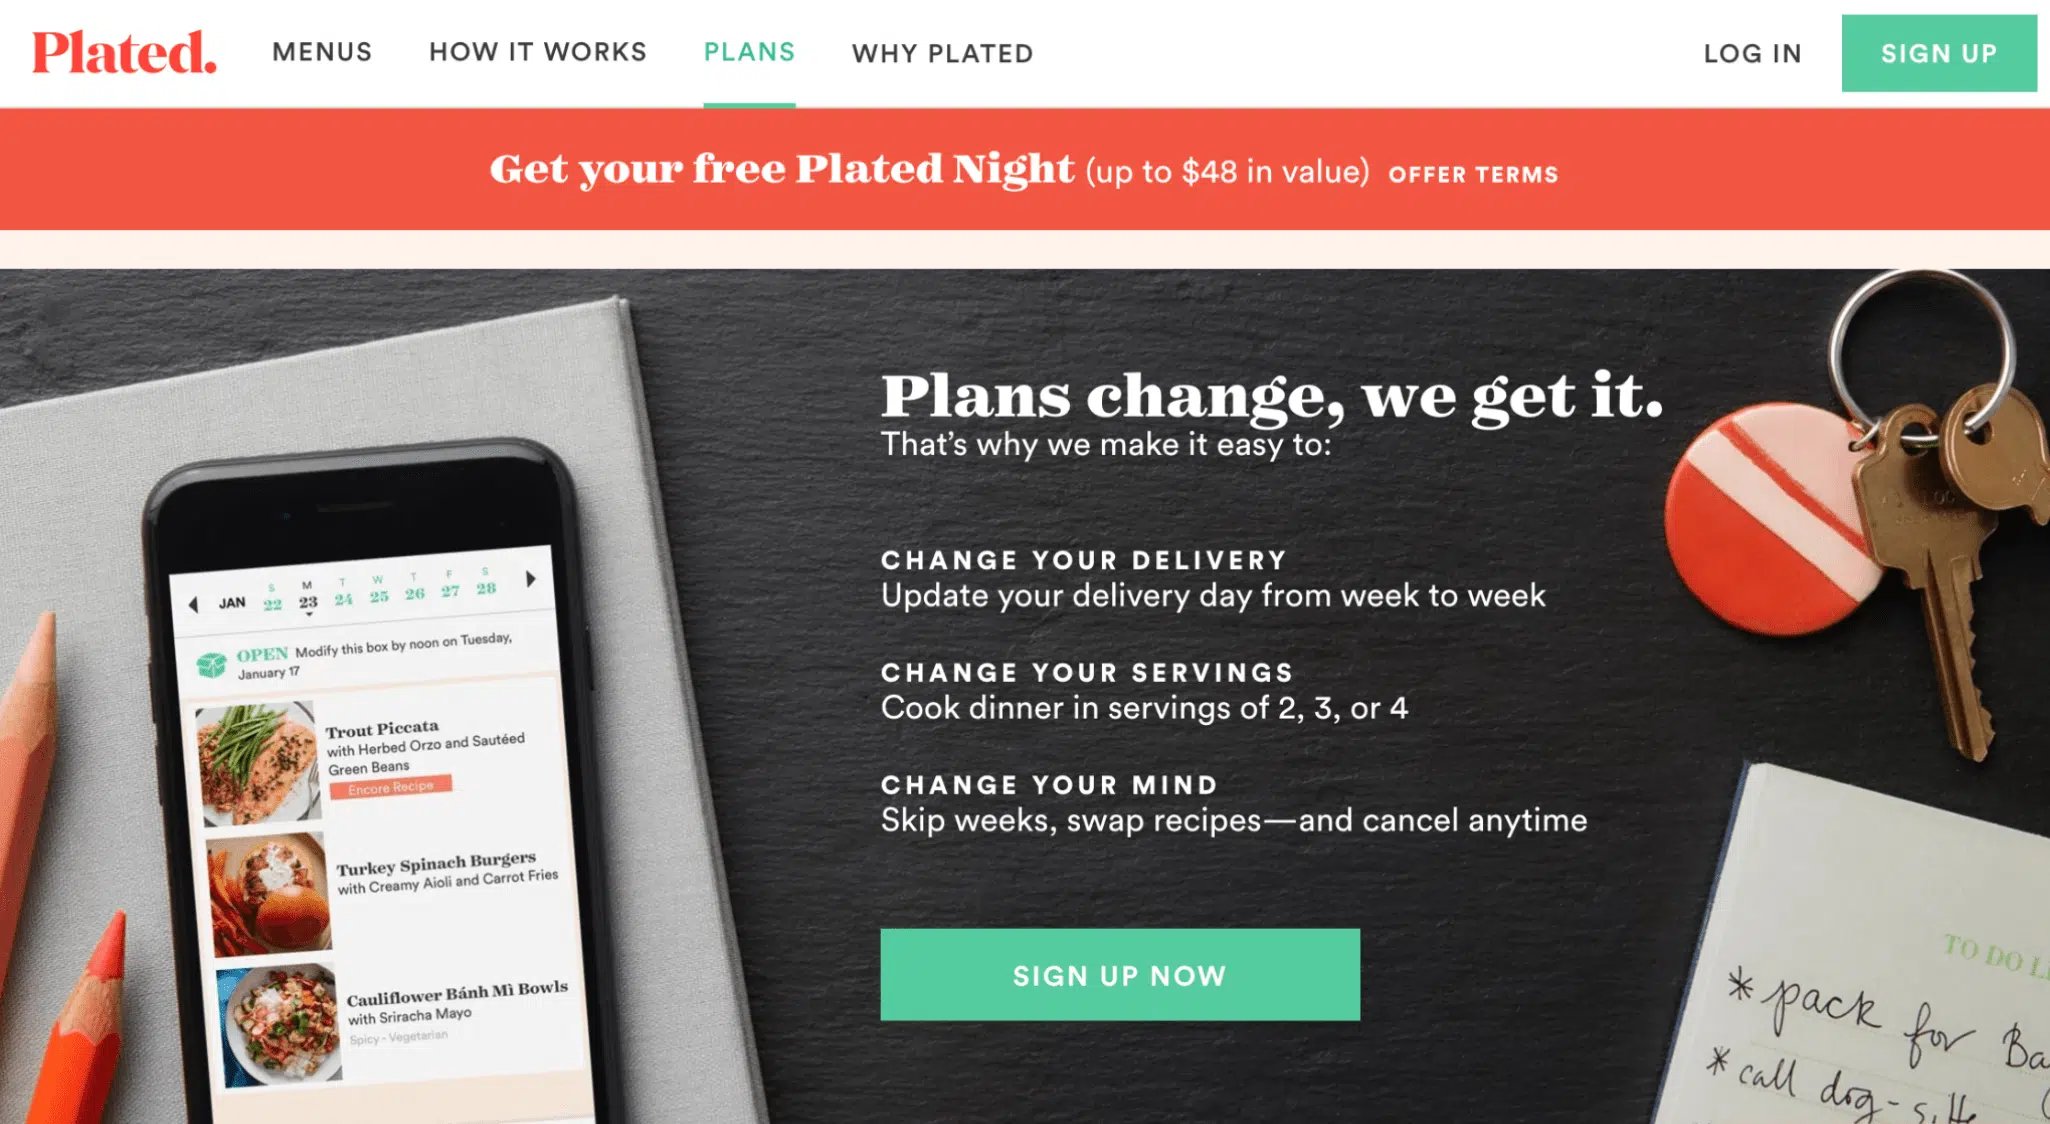 Plated.
MENUS
HOW IT WORKS
PLANS
WHY PLATED
LOG IN
SIGN UP
Get your free Plated Night (up to $48 in value) OFFER TERMS
Plans change, we get it.
That's why we make it easy to:
CHANGE YOUR DELIVERY
Update your delivery day from week to week
CHANGE YOUR SERVINGS
Cook dinner in servings of 2, 3, or 4
CHANGE YOUR MIND
Skip weeks, swap recipes—and cancel anytime
SIGN UP NOW
S M T W T F S
JAN 22 23 24 25 26 27 28
OPEN Modify this box by noon on Tuesday,
January 17
Trout Piccata
with Herbed Orzo and Sautéed
Green Beans
Encore Recipe
Turkey Spinach Burgers
with Creamy Aioli and Carrot Fries
Cauliflower Bánh Mì Bowls
with Sriracha Mayo
Spicy - Vegetarian
TO DO
* pack for
* call dog-